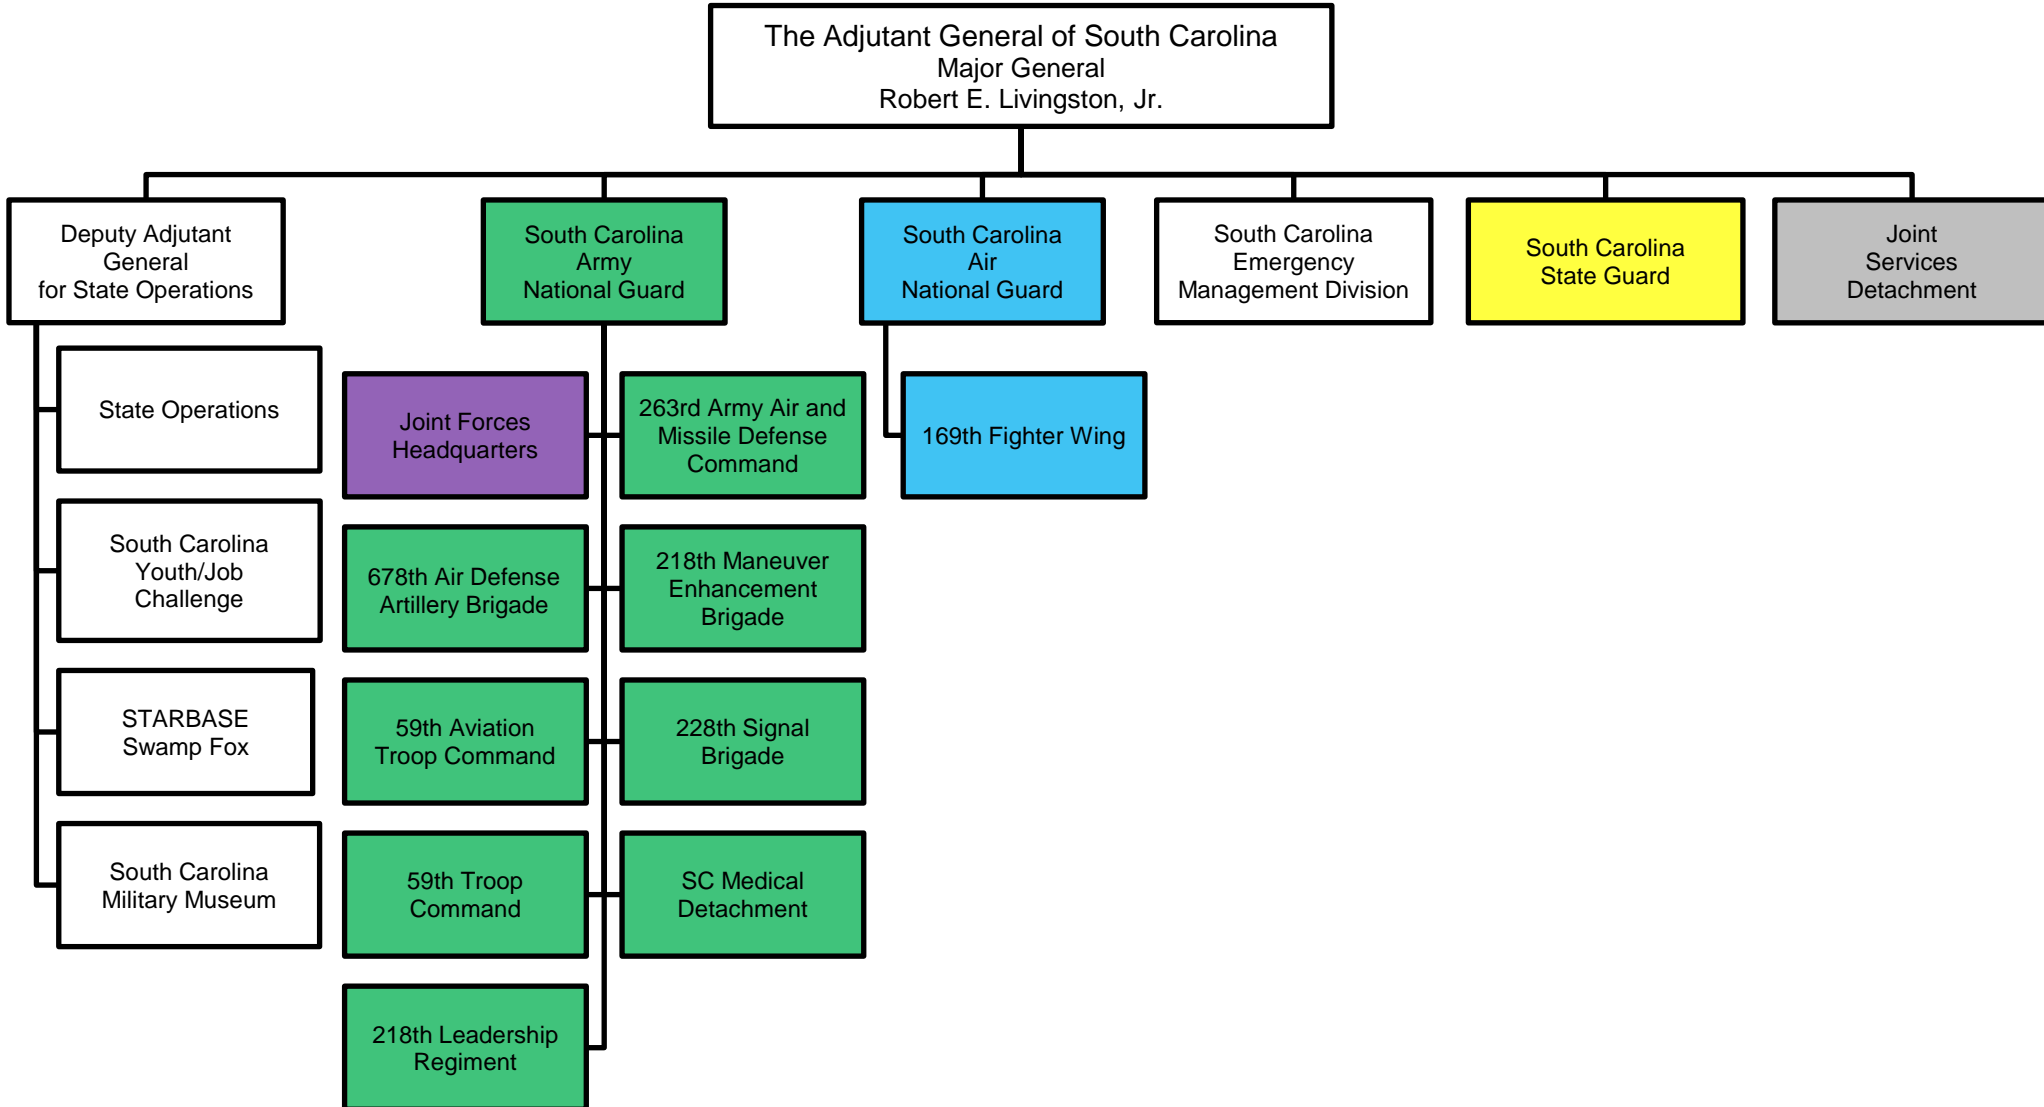 The Adjutant General of South Carolina
Major General
Robert E. Livingston, Jr.
Deputy Adjutant
General
for State Operations
South Carolina
Army
National Guard
South Carolina
Air
National Guard
South Carolina
Emergency
Management Division
South Carolina
State Guard
Joint
Services
Detachment
State Operations
South Carolina
Youth/Job
Challenge
STARBASE
Swamp Fox
South Carolina
Military Museum
Joint Forces
Headquarters
263rd Army Air and
Missile Defense
Command
678th Air Defense
Artillery Brigade
218th Maneuver
Enhancement
Brigade
59th Aviation
Troop Command
228th Signal
Brigade
59th Troop
Command
SC Medical
Detachment
218th Leadership
Regiment
169th Fighter Wing